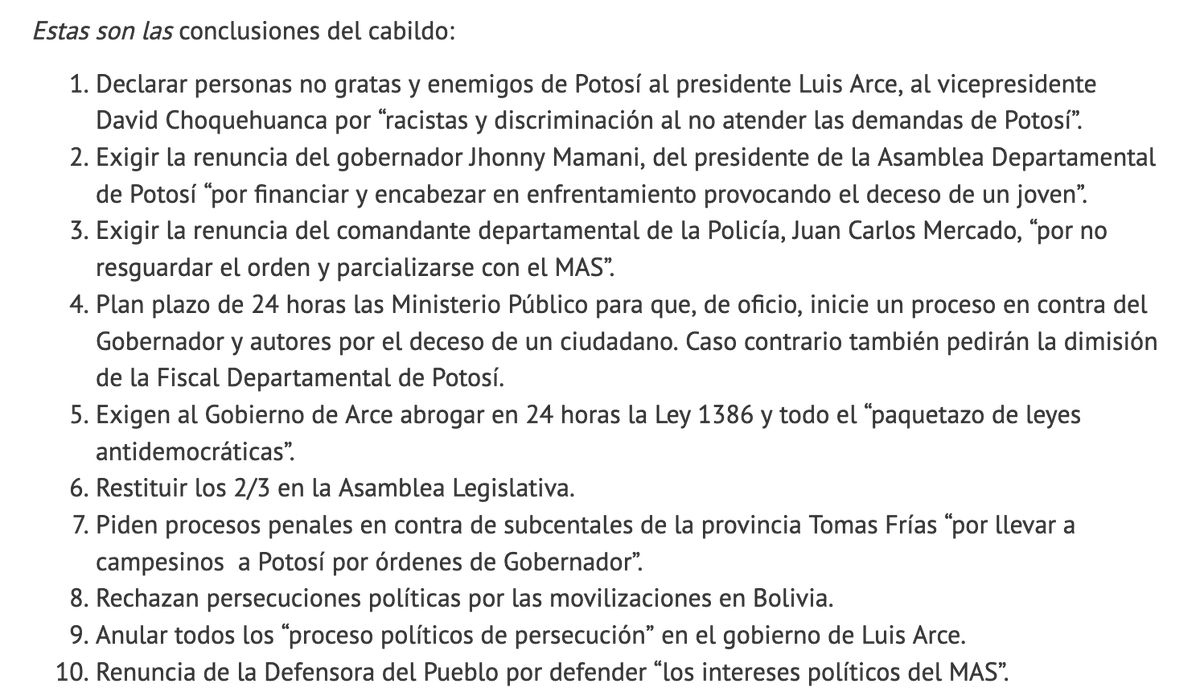 Estas son las conclusiones del cabildo:
1. Declarar personas no gratas y enemigos de Potosí al presidente Luis Arce, al vicepresidente
David Choquehuanca por “racistas y discriminación al no atender las demandas de Potosí”.
2. Exigir la renuncia del gobernador Jhonny Mamani, del presidente de la Asamblea Departamental
de Potosí “por financiar y encabezar en enfrentamiento provocando el deceso de un joven”.
3. Exigir la renuncia del comandante departamental de la Policía, Juan Carlos Mercado, “por no
resguardar el orden y parcializarse con el MAS”.
4. Plan plazo de 24 horas las Ministerio Público para que, de oficio, inicie un proceso en contra del
Gobernador y autores por el deceso de un ciudadano. Caso contrario también pedirán la dimisión
de la Fiscal Departamental de Potosí.
5. Exigen al Gobierno de Arce abrogar en 24 horas la Ley 1386 y todo el “paquetazo de leyes
antidemocráticas”.
6. Restituir los 2/3 en la Asamblea Legislativa.
7. Piden procesos penales en contra de subcentales de la provincia Tomas Frías “por llevar a
campesinos  a Potosí por órdenes de Gobernador”.
8. Rechazan persecuciones políticas por las movilizaciones en Bolivia.
9. Anular todos los “proceso políticos de persecución” en el gobierno de Luis Arce.
10. Renuncia de la Defensora del Pueblo por defender “los intereses políticos del MAS”.